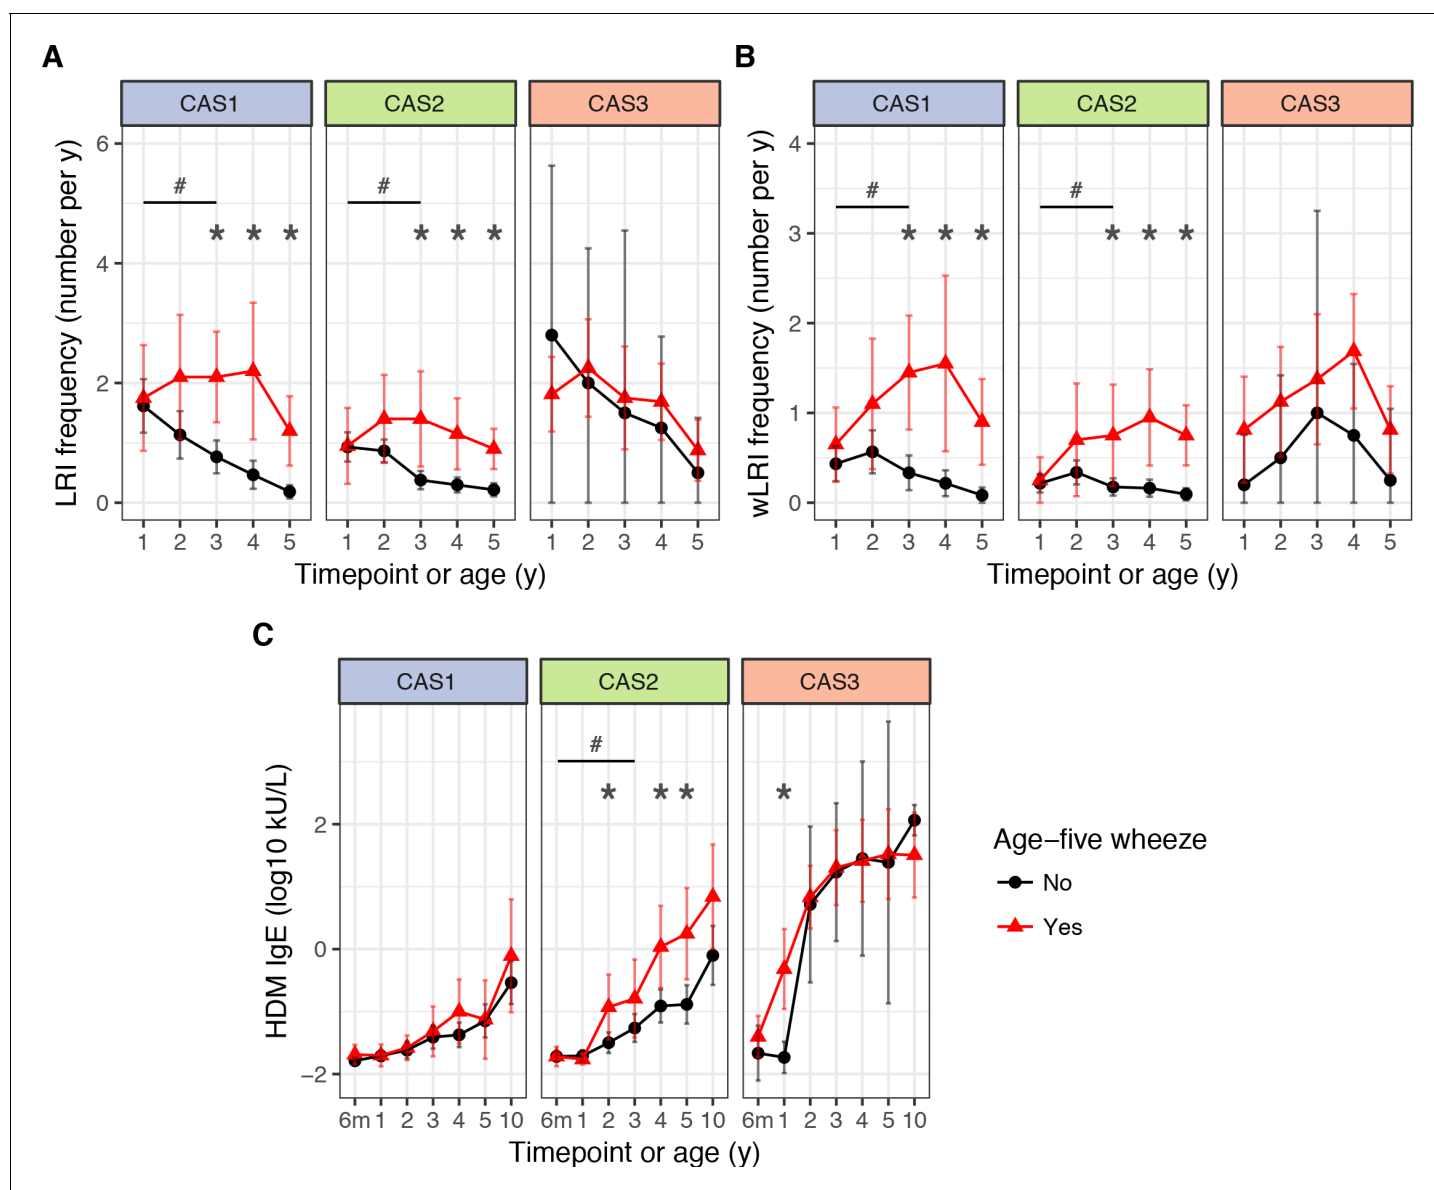 A
B
CAS1 CAS2 CAS3
CAS1 CAS2 CAS3
LRI frequency (number per y)
6
4
2
0
# * * *
# * * *
1 2 3 4 5
1 2 3 4 5
1 2 3 4 5
Timepoint or age (y)
wLRI frequency (number per y)
4
3
2
1
0
# * * *
# * * *
1 2 3 4 5
1 2 3 4 5
1 2 3 4 5
Timepoint or age (y)
C
CAS1 CAS2 CAS3
HDM IgE (log10 kU/L)
2
0
−2
#
* * *
*
6m 1 2 3 4 5 10
6m 1 2 3 4 5 10
6m 1 2 3 4 5 10
Timepoint or age (y)
Age−five wheeze
No
Yes